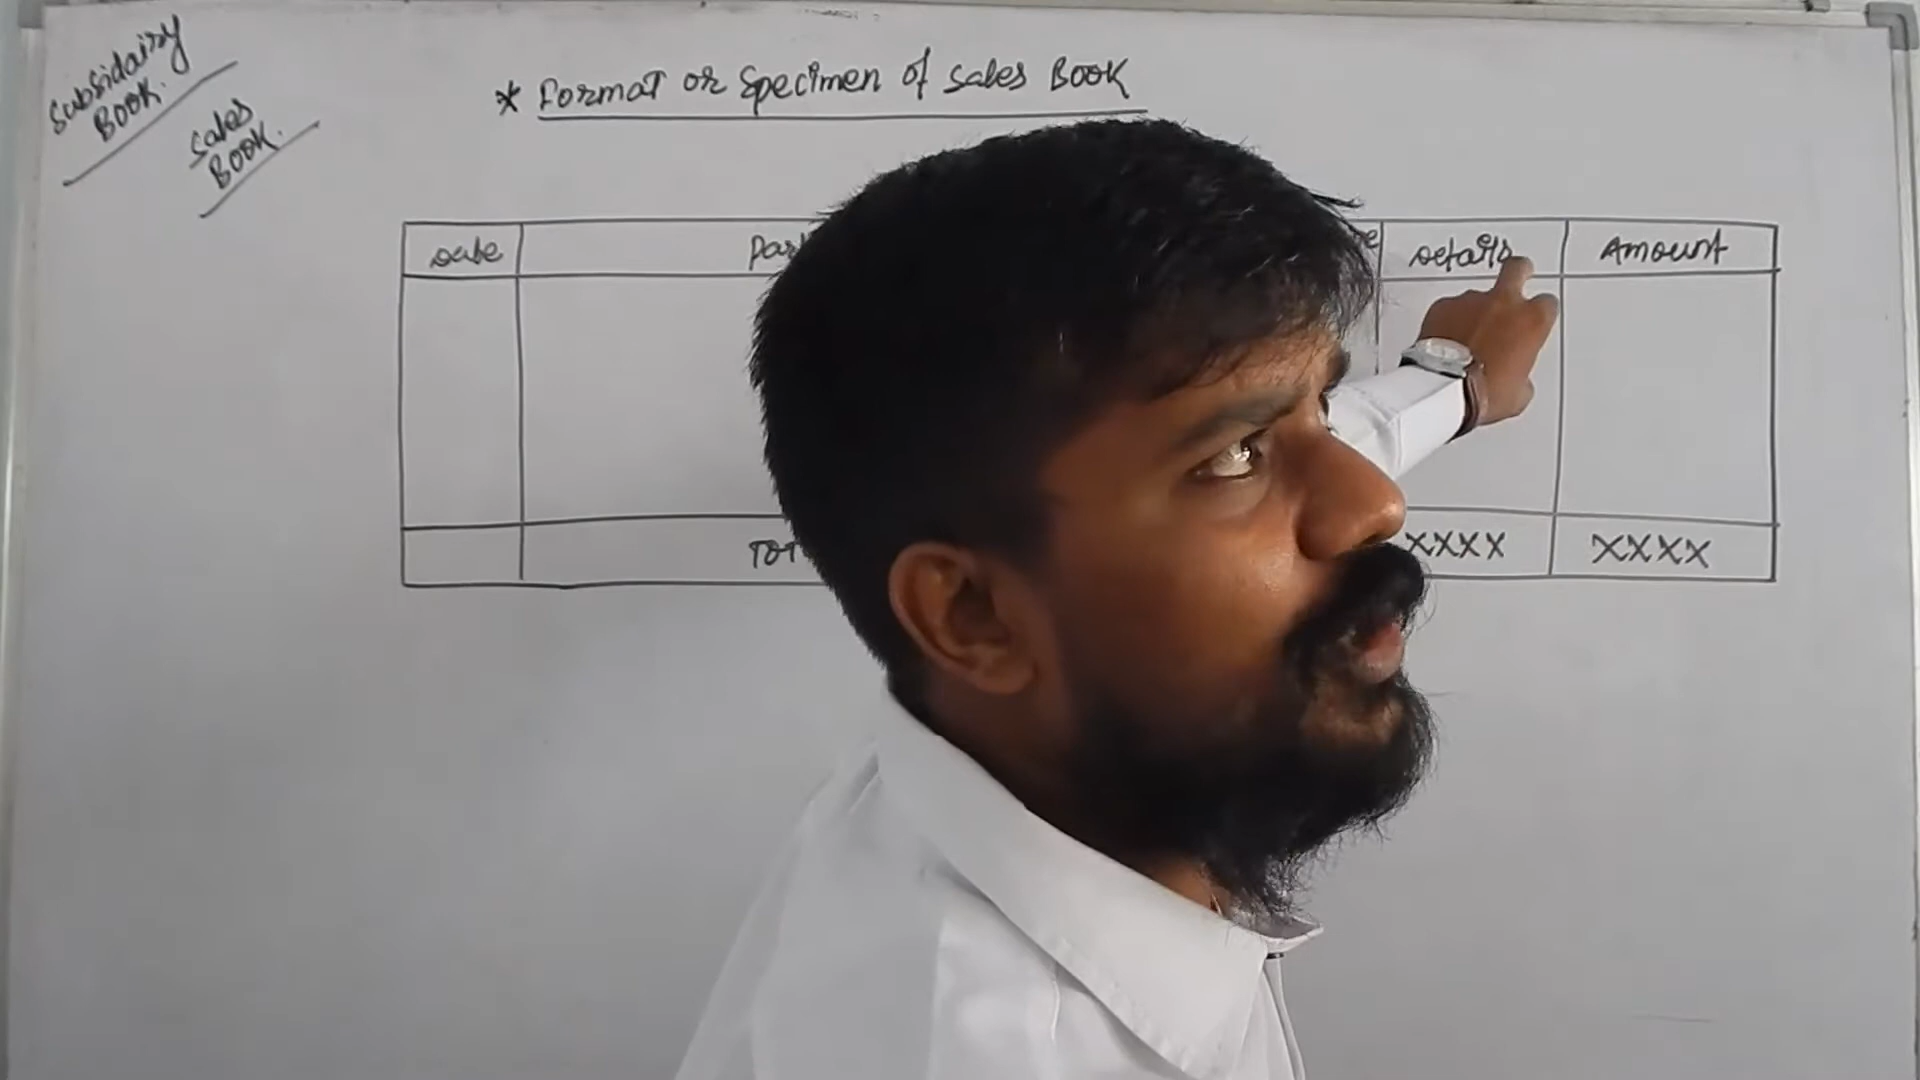 Subsidairy
BOOK.
Sales
BOOK.
* Format or Specimen of Sales BOOK
Date Details Amount
XXXX XXXX